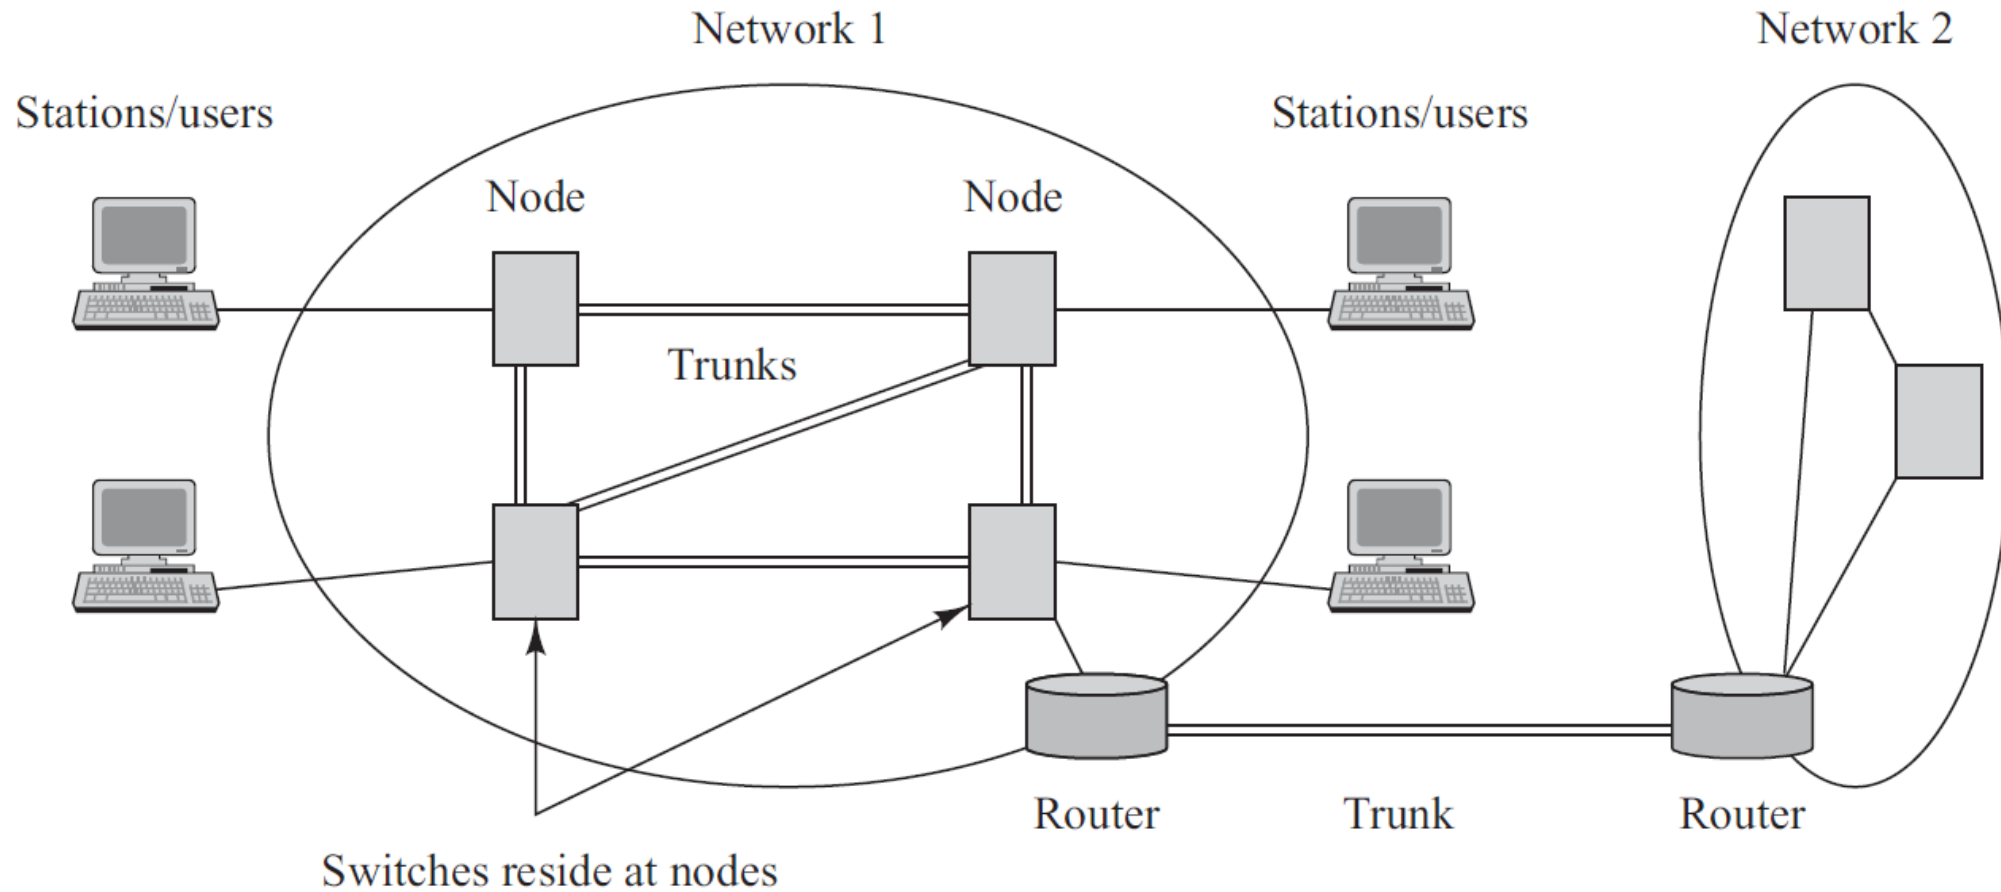 Network 1
Network 2
Stations/users
Stations/users
Node
Node
Trunks
Router
Trunk
Router
Switches reside at nodes